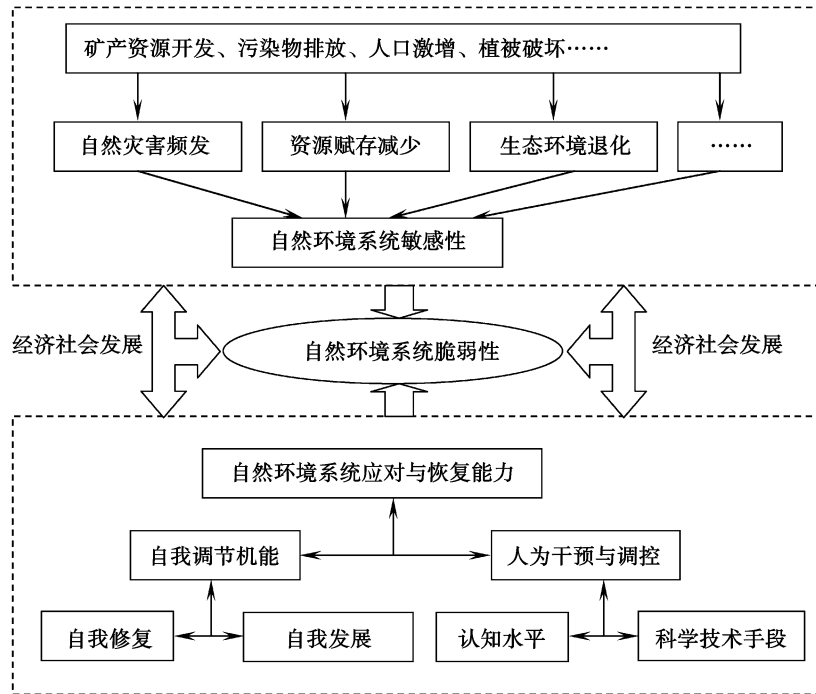 矿产资源开发、污染物排放、人口激增、植被破坏……
自然灾害频发
资源赋存减少
生态环境退化
……
自然环境系统敏感性
经济社会发展
自然环境系统脆弱性
经济社会发展
自然环境系统应对与恢复能力
自我调节机能
人为干预与调控
自我修复
自我发展
认知水平
科学技术手段